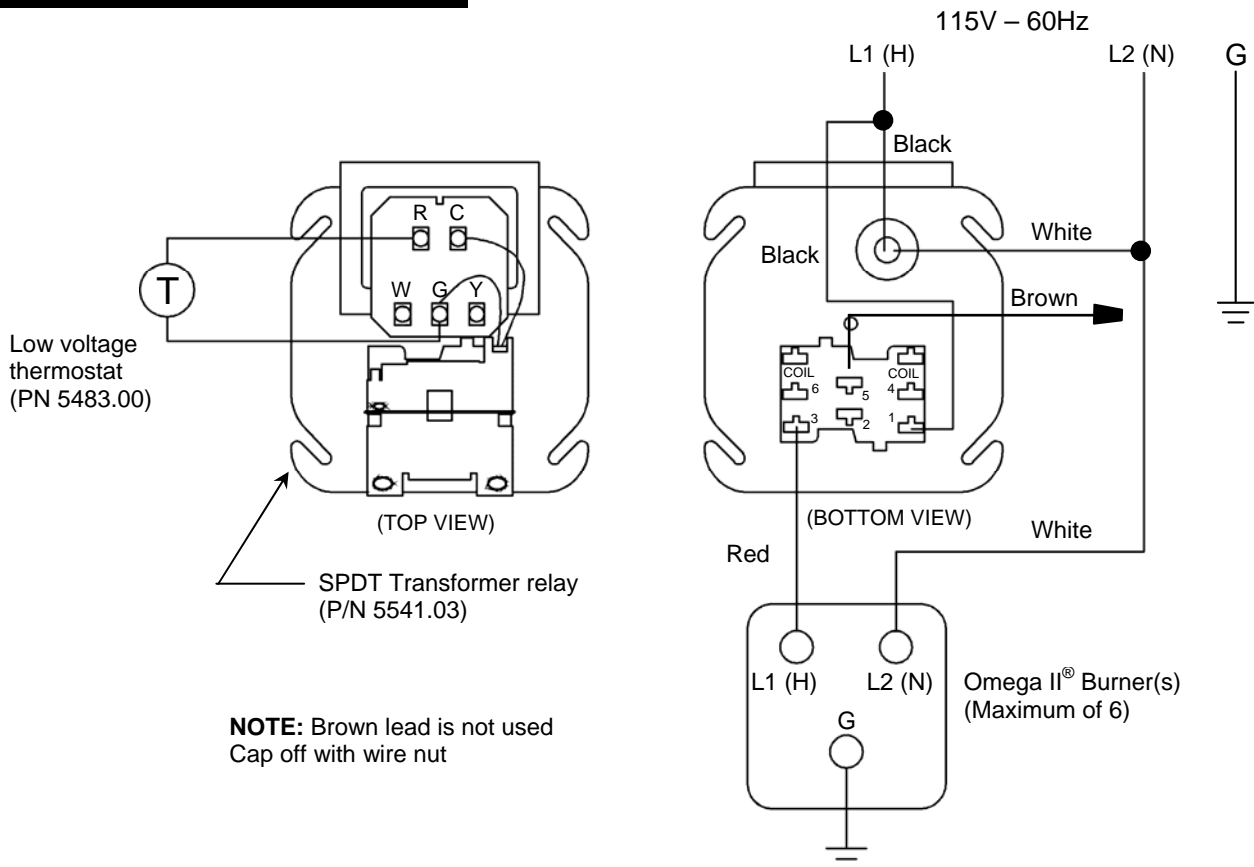 115V – 60Hz
L1 (H)
L2 (N)
G
Black
R C
W G Y
T
Black
White
Brown
Low voltage
thermostat
(PN 5483.00)
COIL
COIL
6
5
4
3
2
1
(TOP VIEW)
(BOTTOM VIEW)
White
Red
SPDT Transformer relay
(P/N 5541.03)
L1 (H)
L2 (N)
G
Omega II® Burner(s)
(Maximum of 6)
NOTE: Brown lead is not used
Cap off with wire nut